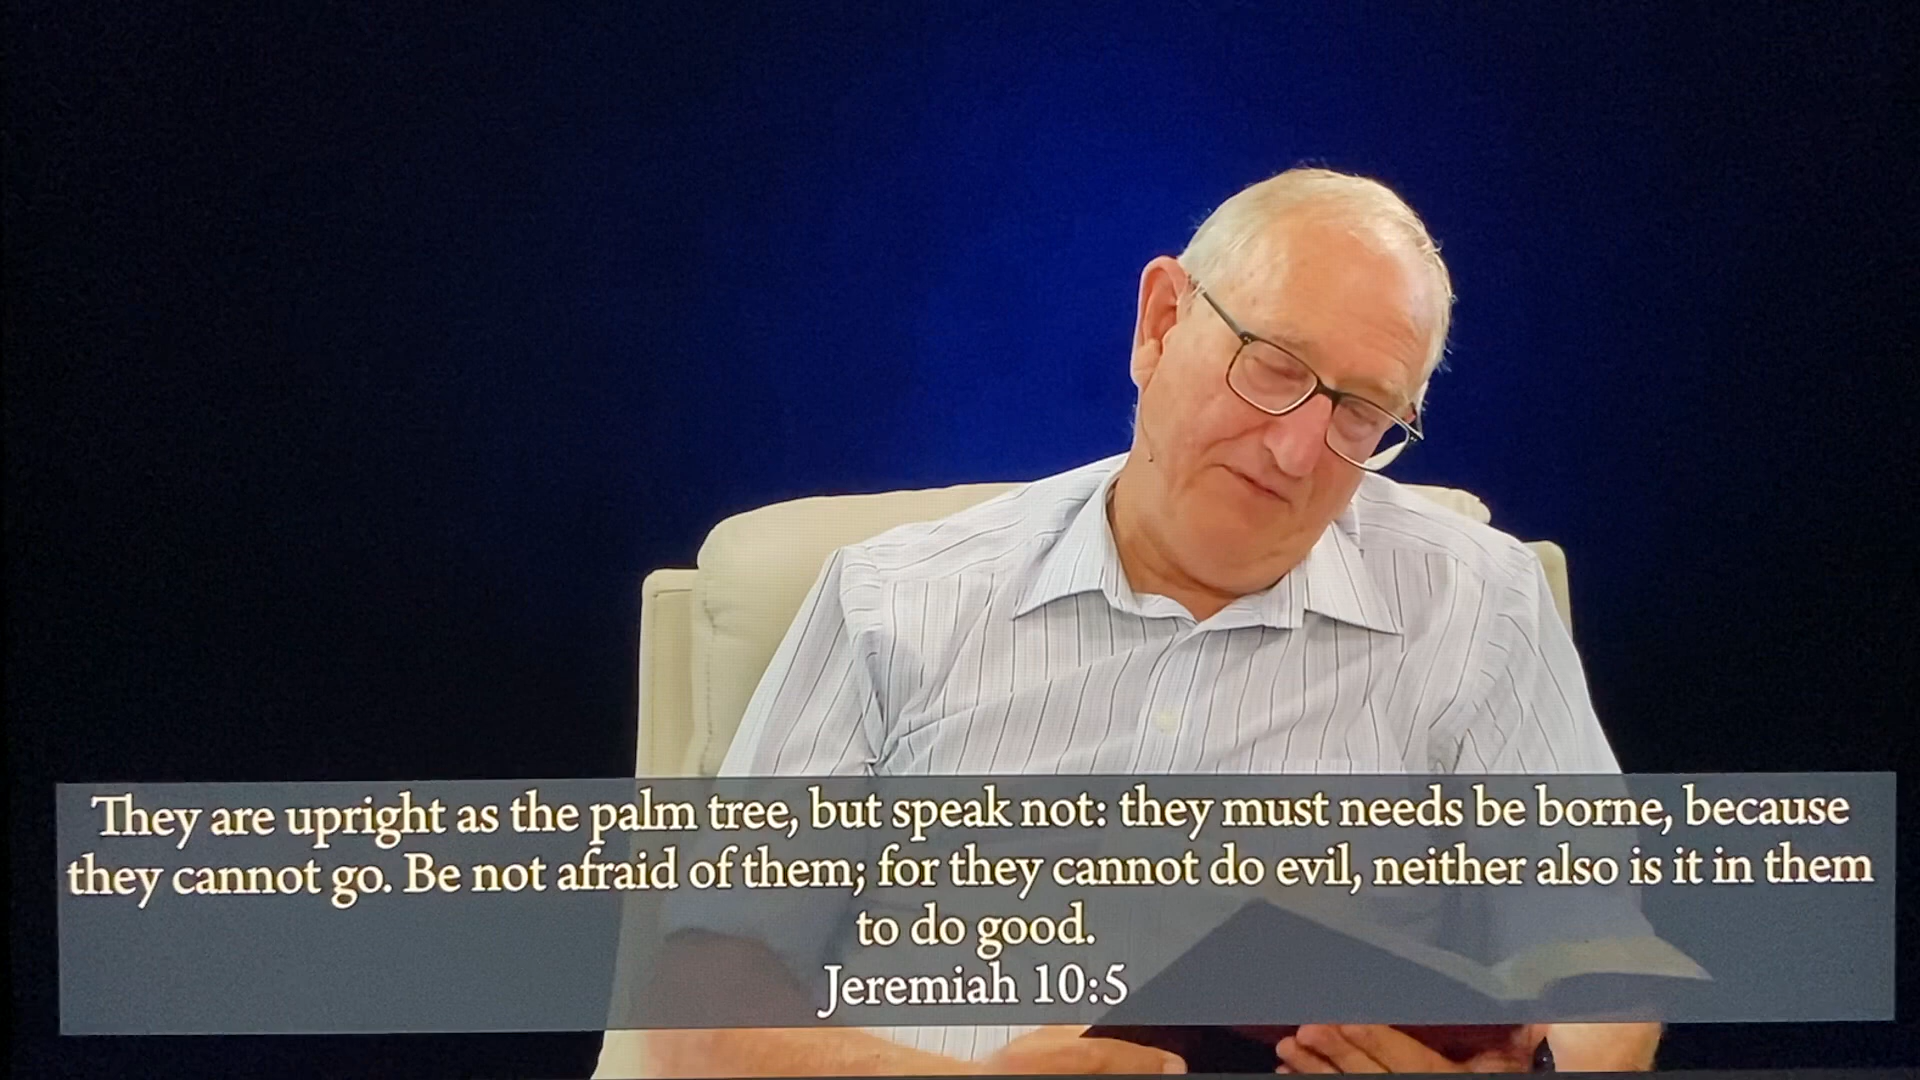 They are upright as the palm tree, but speak not: they must needs be borne, because
they cannot go. Be not afraid of them; for they cannot do evil, neither also is it in them
to do good.
Jeremiah 10:5